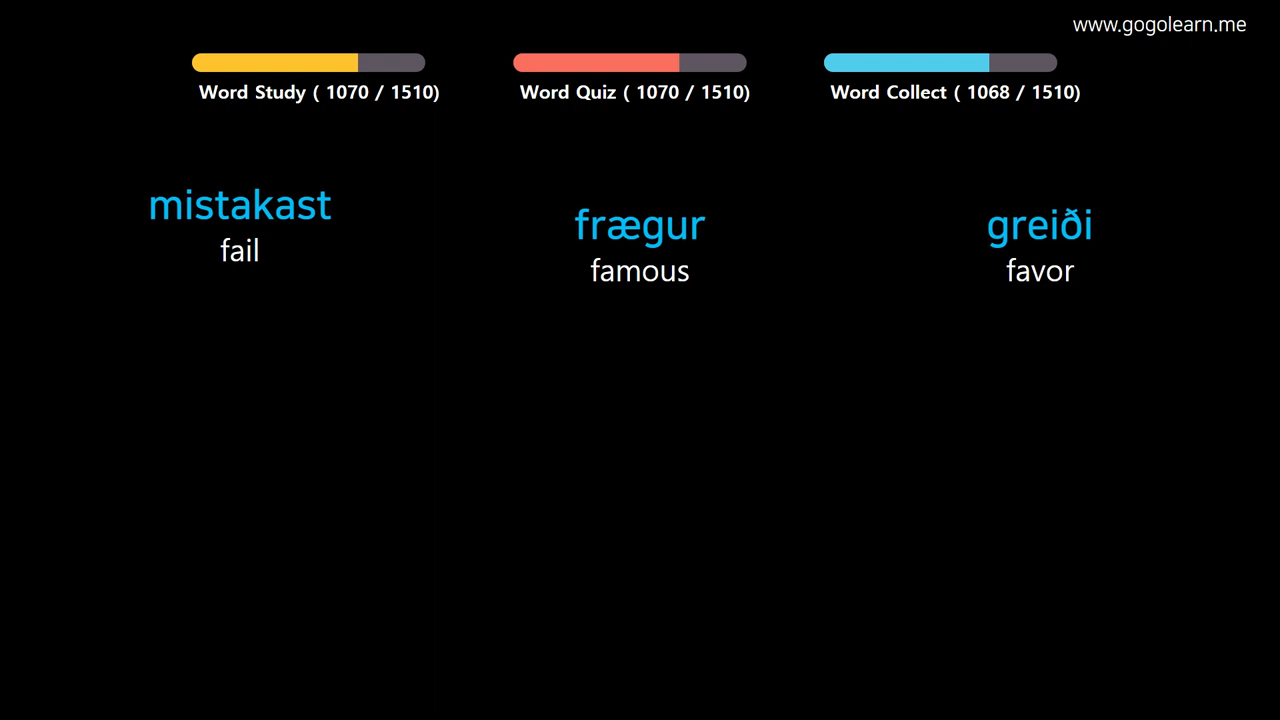 www.gogolearn.me
Word Study ( 1070 / 1510)
Word Quiz ( 1070 / 1510)
Word Collect ( 1068 / 1510)
mistakast
fail
frægur
famous
greiði
favor